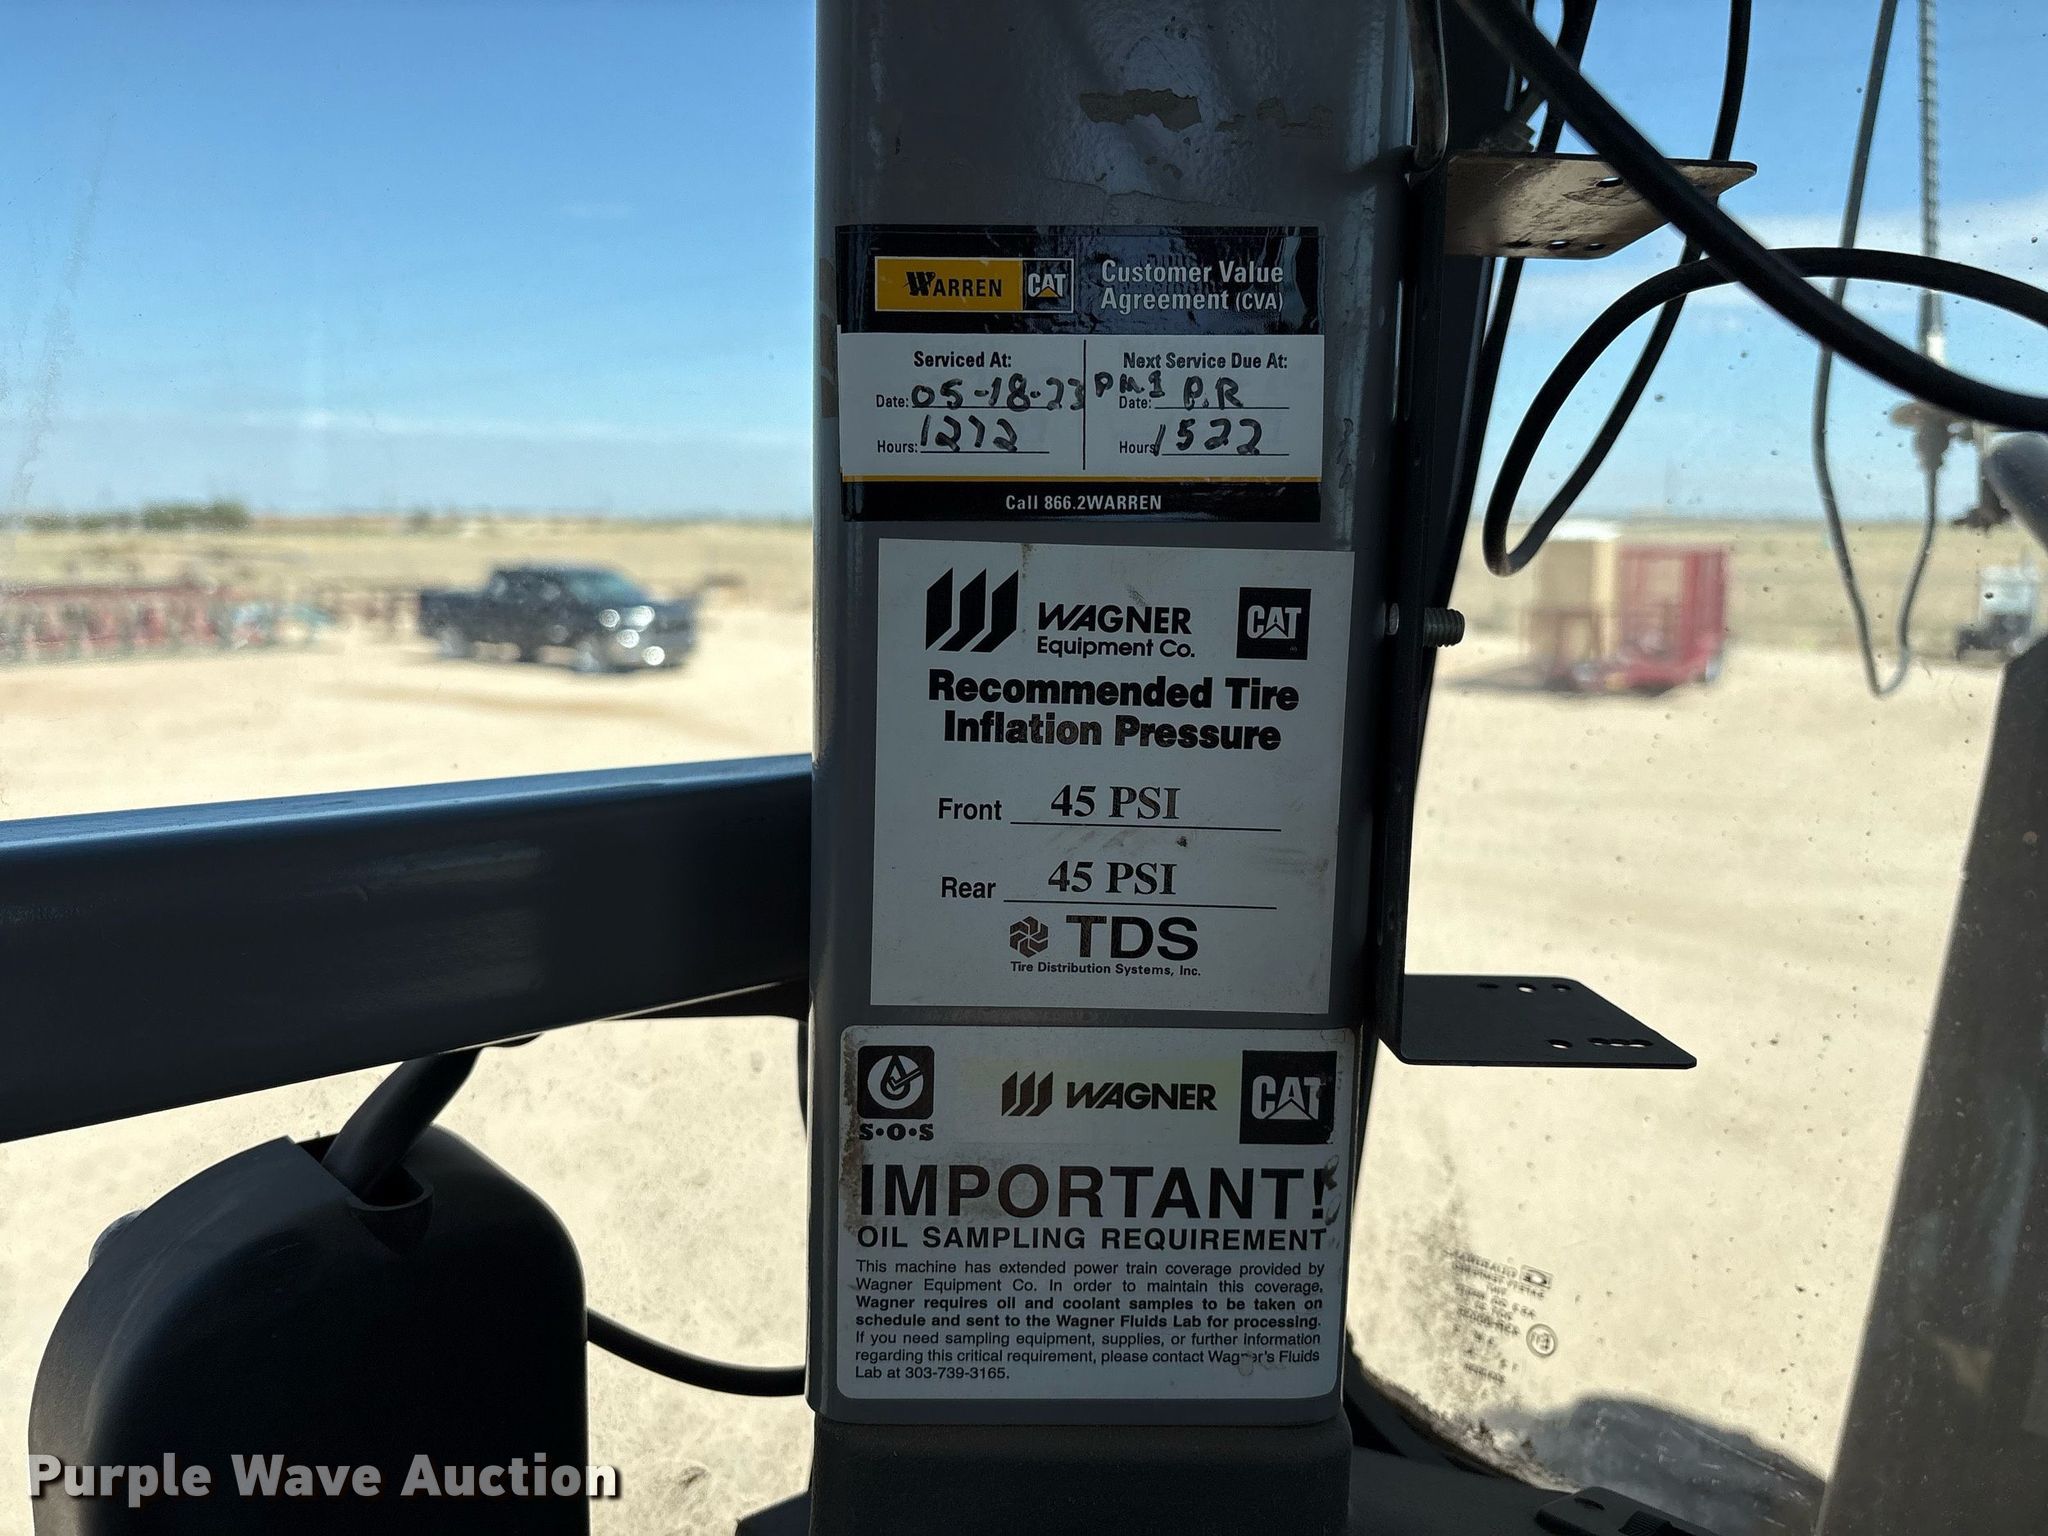 WARREN CAT
Customer Value
Agreement (CVA)
Serviced At:
Date: 05-18-23
Hours: 1272
PM1
Next Service Due At:
Date: P.R
Hours 1522
Call 866.2WARREN
WAGNER
Equipment Co.
CAT
Recommended Tire
Inflation Pressure
Front 45 PSI
Rear 45 PSI
TDS
Tire Distribution Systems, Inc.
S•O•S
WAGNER
CAT
IMPORTANT!
OIL SAMPLING REQUIREMENT
This machine has extended power train coverage provided by
Wagner Equipment Co. In order to maintain this coverage,
Wagner requires oil and coolant samples to be taken on
schedule and sent to the Wagner Fluids Lab for processing.
If you need sampling equipment, supplies, or further information
regarding this critical requirement, please contact Wagner's Fluids
Lab at 303-739-3165.
Purple Wave Auction